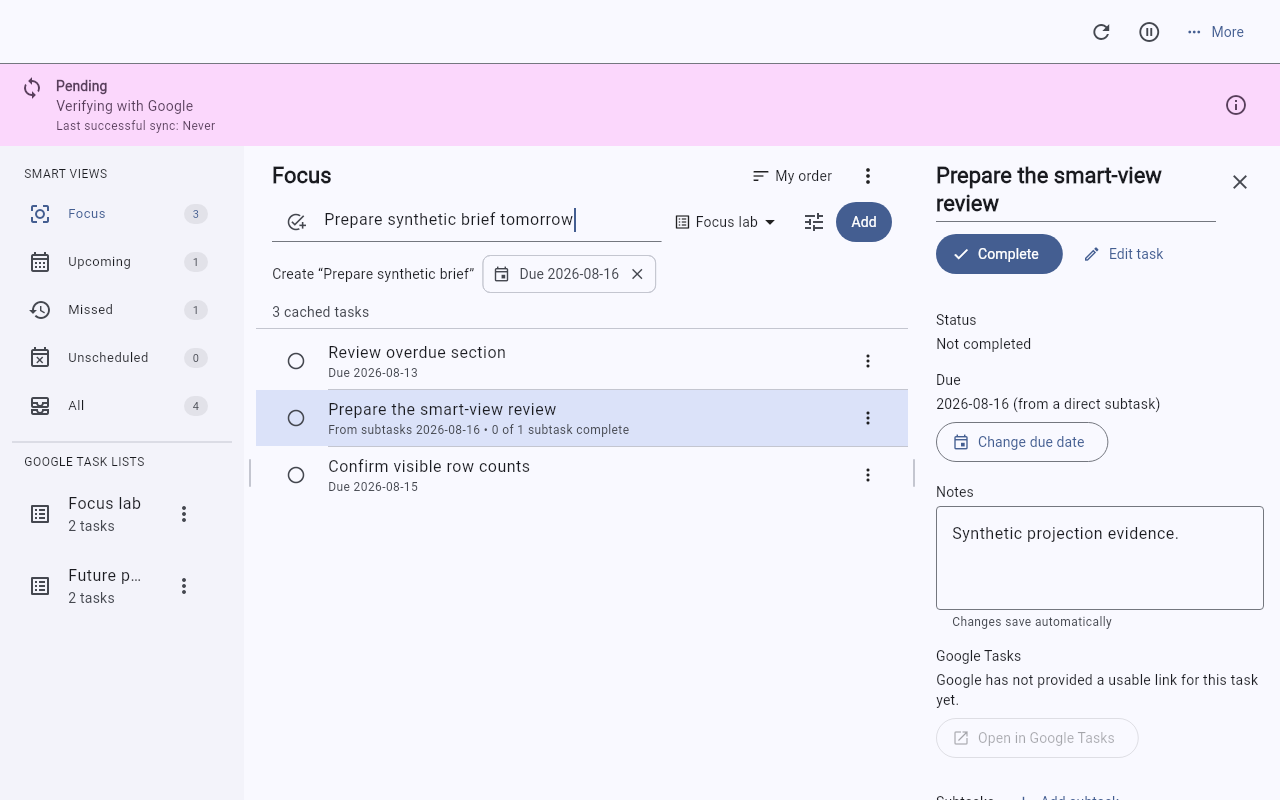 More
Pending
Verifying with Google
Last successful sync: Never
SMART VIEWS
Focus 3
Upcoming 1
Missed 1
Unscheduled 0
All 4
GOOGLE TASK LISTS
Focus lab
2 tasks
Future p…
2 tasks
Focus
My order
Prepare synthetic brief tomorrow
Focus lab
Add
Create “Prepare synthetic brief”
Due 2026-08-16
3 cached tasks
Review overdue section
Due 2026-08-13
Prepare the smart-view review
From subtasks 2026-08-16 • 0 of 1 subtask complete
Confirm visible row counts
Due 2026-08-15
Prepare the smart-view
review
Complete
Edit task
Status
Not completed
Due
2026-08-16 (from a direct subtask)
Change due date
Notes
Synthetic projection evidence.
Changes save automatically
Google Tasks
Google has not provided a usable link for this task
yet.
Open in Google Tasks
Subtasks
Add subtask